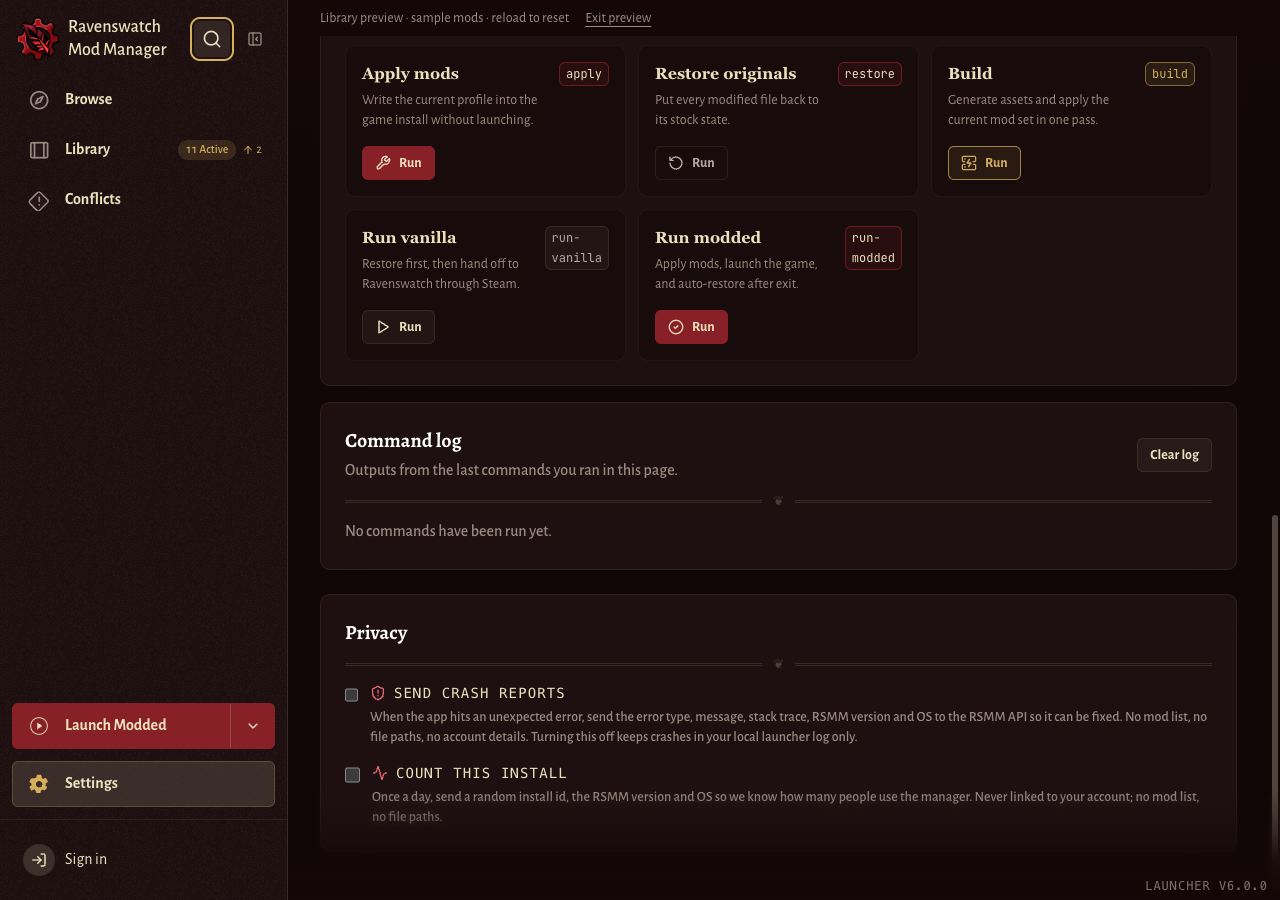 Ravenswatch
Mod Manager
Browse
Library
11 Active
2
Conflicts
Launch Modded
Settings
Sign in
Library preview · sample mods · reload to reset
Exit preview
Apply mods
apply
Write the current profile into the
game install without launching.
Run
Restore originals
restore
Put every modified file back to
its stock state.
Run
Build
build
Generate assets and apply the
current mod set in one pass.
Run
Run vanilla
run-
vanilla
Restore first, then hand off to
Ravenswatch through Steam.
Run
Run modded
run-
modded
Apply mods, launch the game,
and auto-restore after exit.
Run
Command log
Outputs from the last commands you ran in this page.
Clear log
No commands have been run yet.
Privacy
SEND CRASH REPORTS
When the app hits an unexpected error, send the error type, message, stack trace, RSMM version and OS to the RSMM API so it can be fixed. No mod list, no
file paths, no account details. Turning this off keeps crashes in your local launcher log only.
COUNT THIS INSTALL
Once a day, send a random install id, the RSMM version and OS so we know how many people use the manager. Never linked to your account; no mod list,
no file paths.
LAUNCHER V6.0.0